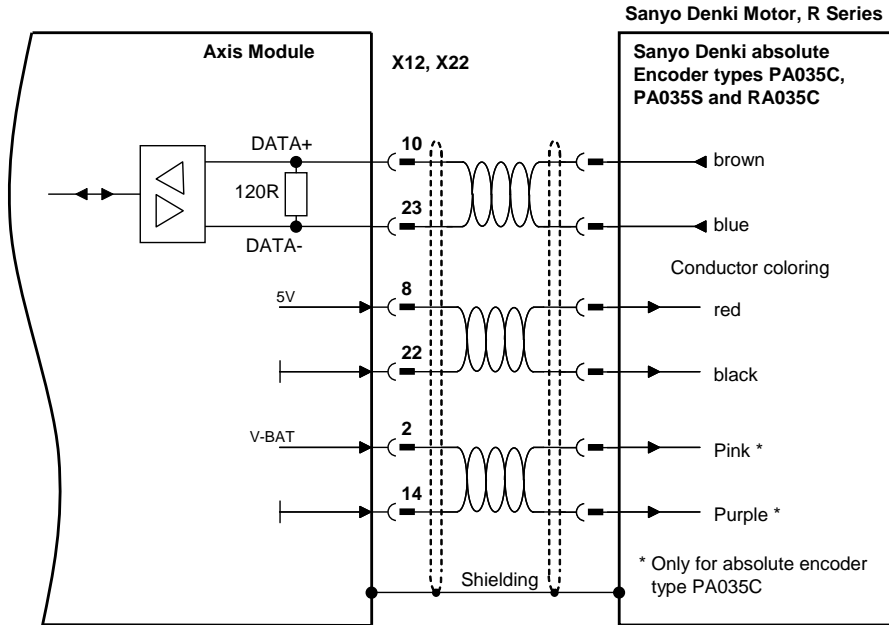 Sanyo Denki Motor, R Series
Axis Module
X12, X22
Sanyo Denki absolute
Encoder types PA035C,
PA035S and RA035C
DATA+
10
brown
120R
23
blue
DATA-
Conductor coloring
5V
8
red
22
black
V-BAT
2
Pink *
14
Purple *
Shielding
* Only for absolute encoder
type PA035C